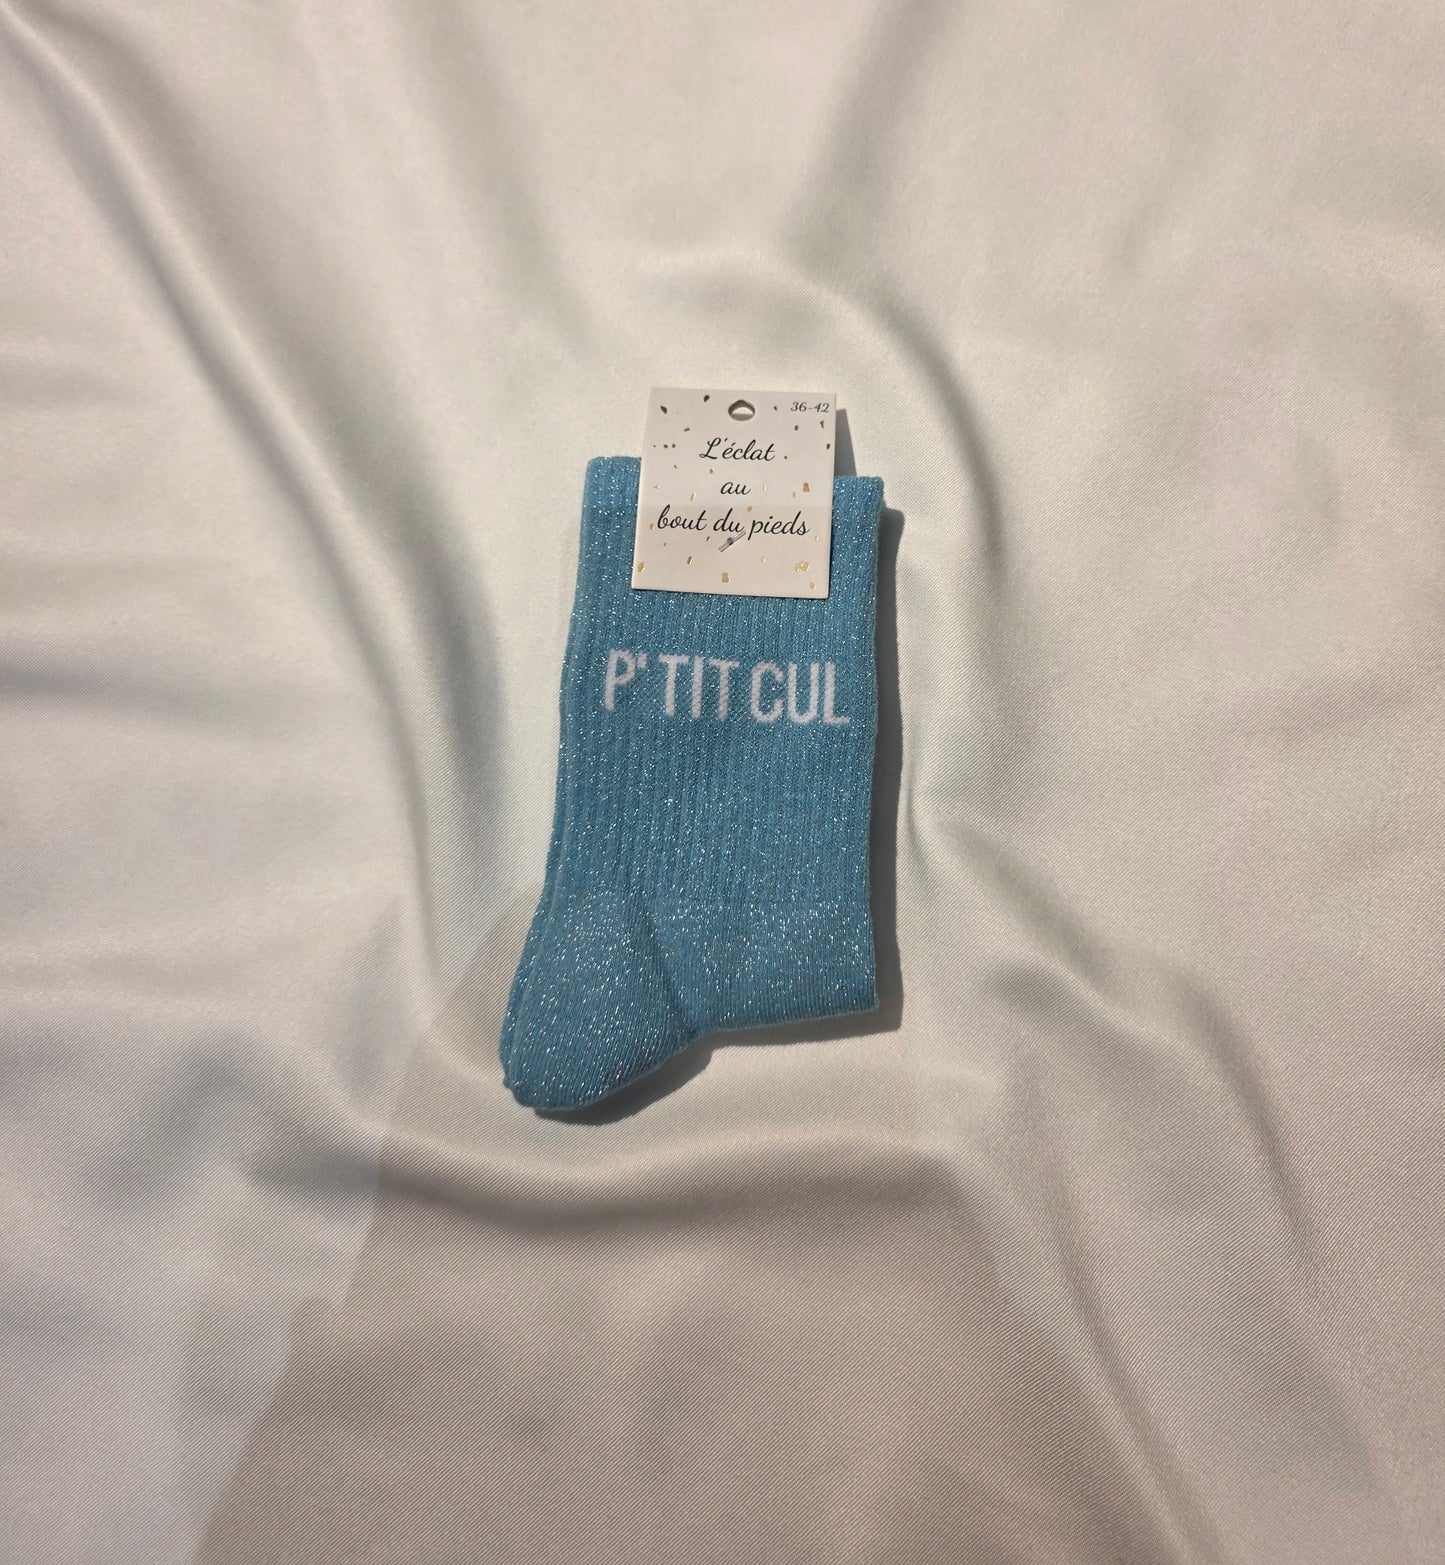 36-42
L'éclat
au
bout du pieds
P'TIT CUL